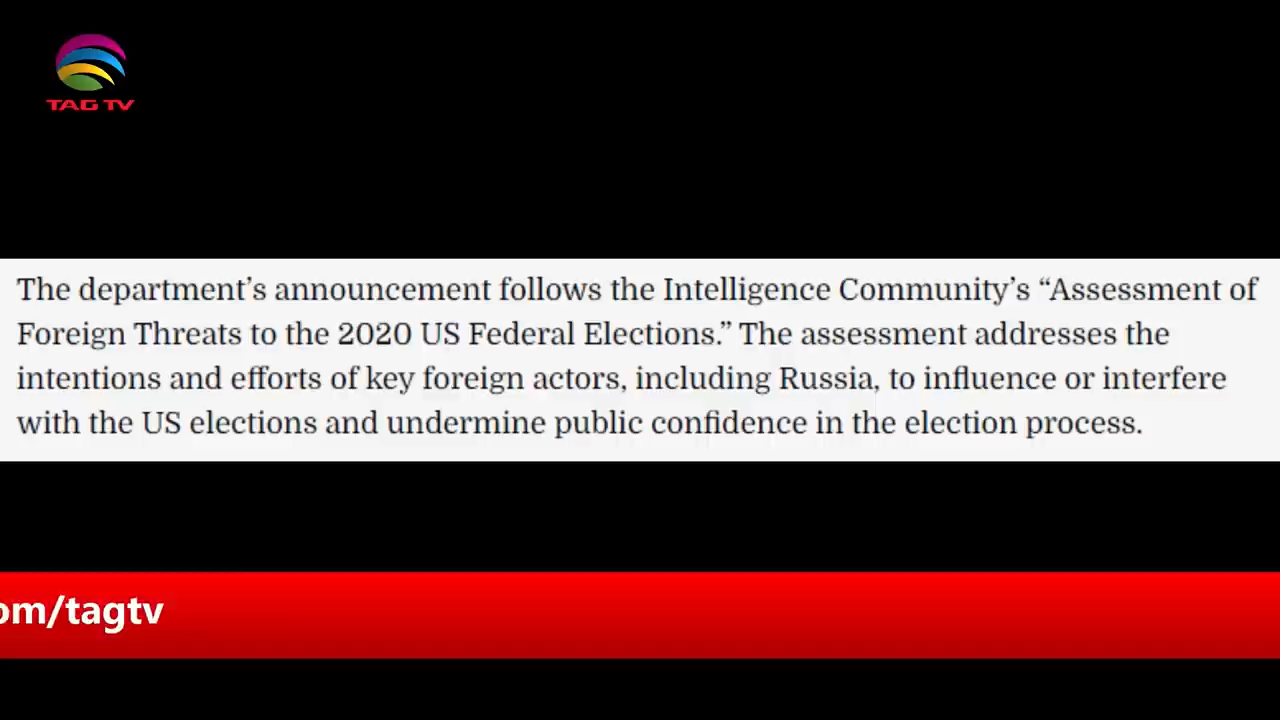 TAG TV
The department’s announcement follows the Intelligence Community’s “Assessment of
Foreign Threats to the 2020 US Federal Elections.” The assessment addresses the
intentions and efforts of key foreign actors, including Russia, to influence or interfere
with the US elections and undermine public confidence in the election process.
om/tagtv